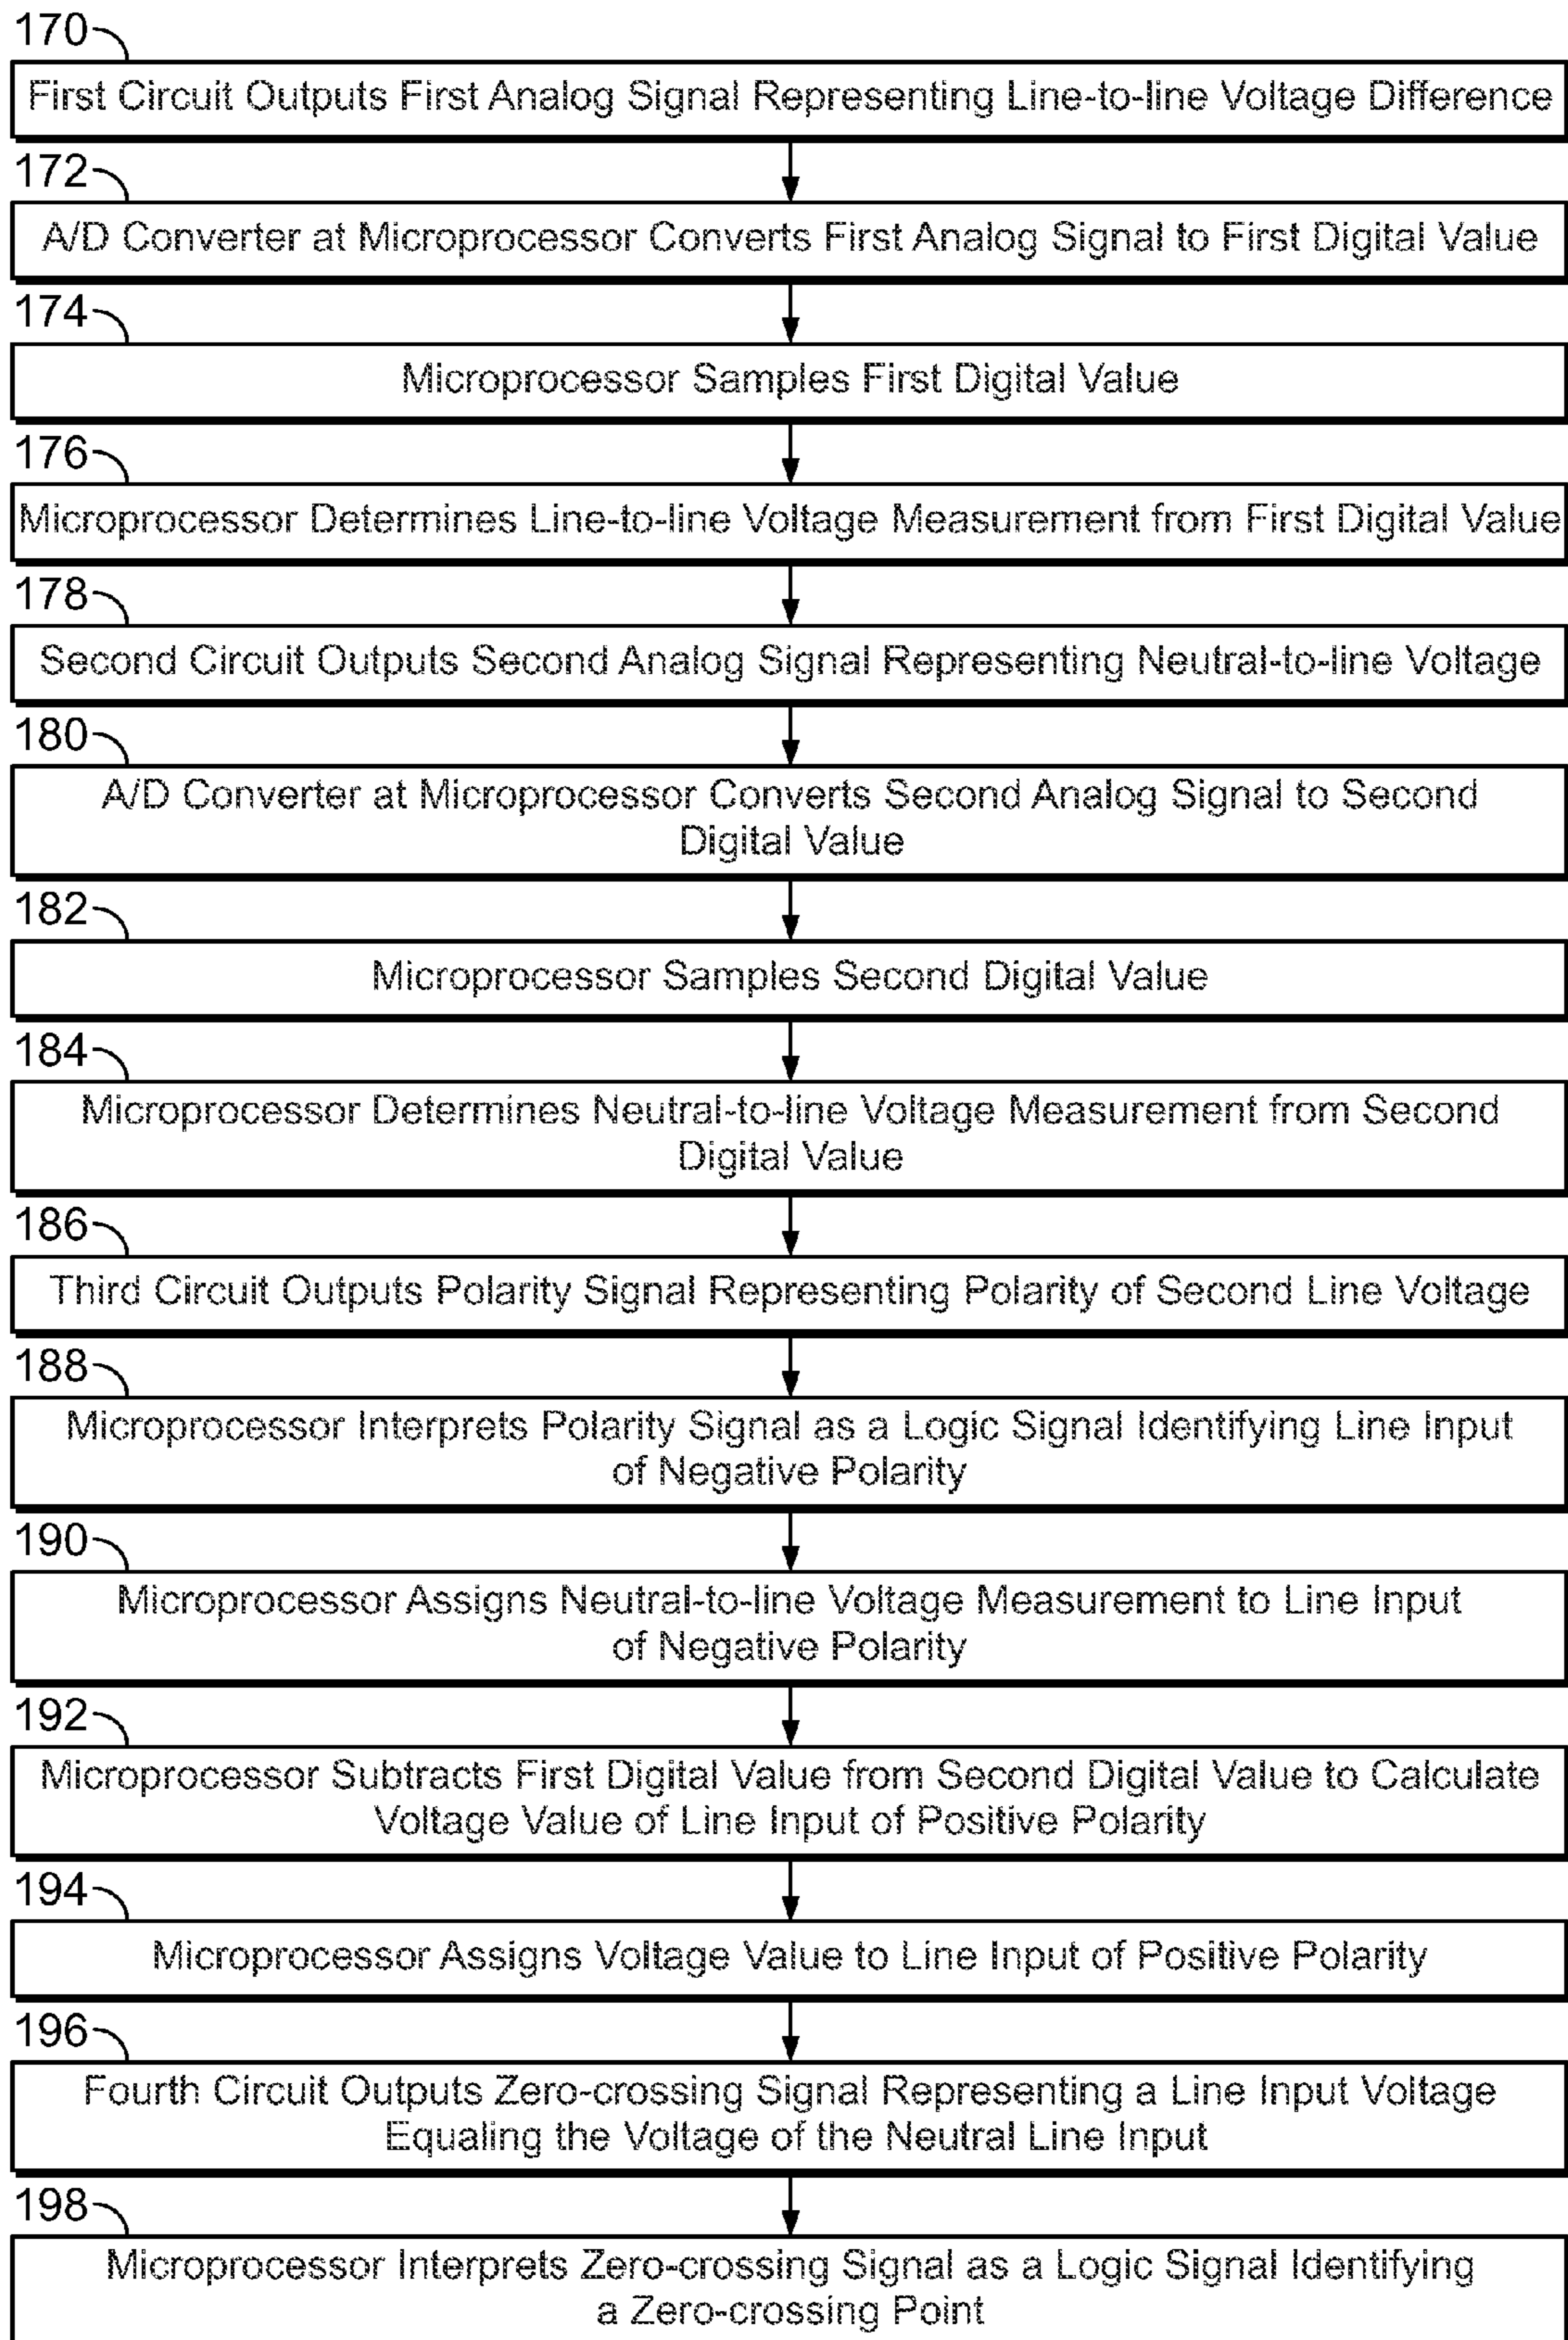 170
First Circuit Outputs First Analog Signal Representing Line-to-line Voltage Difference
172
A/D Converter at Microprocessor Converts First Analog Signal to First Digital Value
174
Microprocessor Samples First Digital Value
176
Microprocessor Determines Line-to-line Voltage Measurement from First Digital Value
178
Second Circuit Outputs Second Analog Signal Representing Neutral-to-line Voltage
180
A/D Converter at Microprocessor Converts Second Analog Signal to Second
Digital Value
182
Microprocessor Samples Second Digital Value
184
Microprocessor Determines Neutral-to-line Voltage Measurement from Second
Digital Value
186
Third Circuit Outputs Polarity Signal Representing Polarity of Second Line Voltage
188
Microprocessor Interprets Polarity Signal as a Logic Signal Identifying Line Input
of Negative Polarity
190
Microprocessor Assigns Neutral-to-line Voltage Measurement to Line Input
of Negative Polarity
192
Microprocessor Subtracts First Digital Value from Second Digital Value to Calculate
Voltage Value of Line Input of Positive Polarity
194
Microprocessor Assigns Voltage Value to Line Input of Positive Polarity
196
Fourth Circuit Outputs Zero-crossing Signal Representing a Line Input Voltage
Equaling the Voltage of the Neutral Line Input
198
Microprocessor Interprets Zero-crossing Signal as a Logic Signal Identifying
a Zero-crossing Point